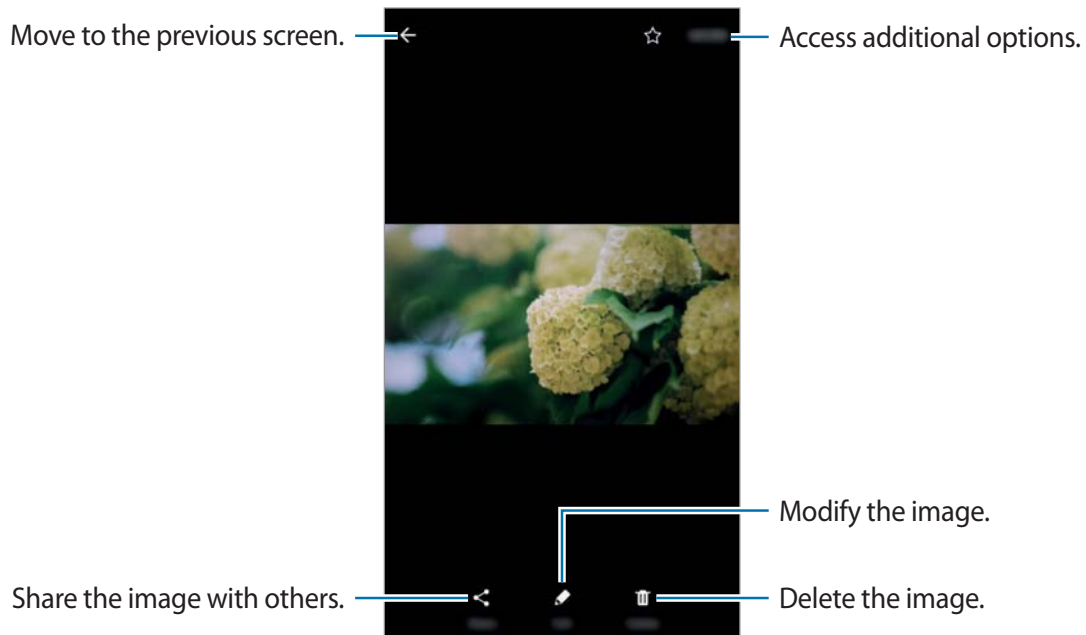 Move to the previous screen.
Access additional options.
Modify the image.
Share the image with others.
Delete the image.